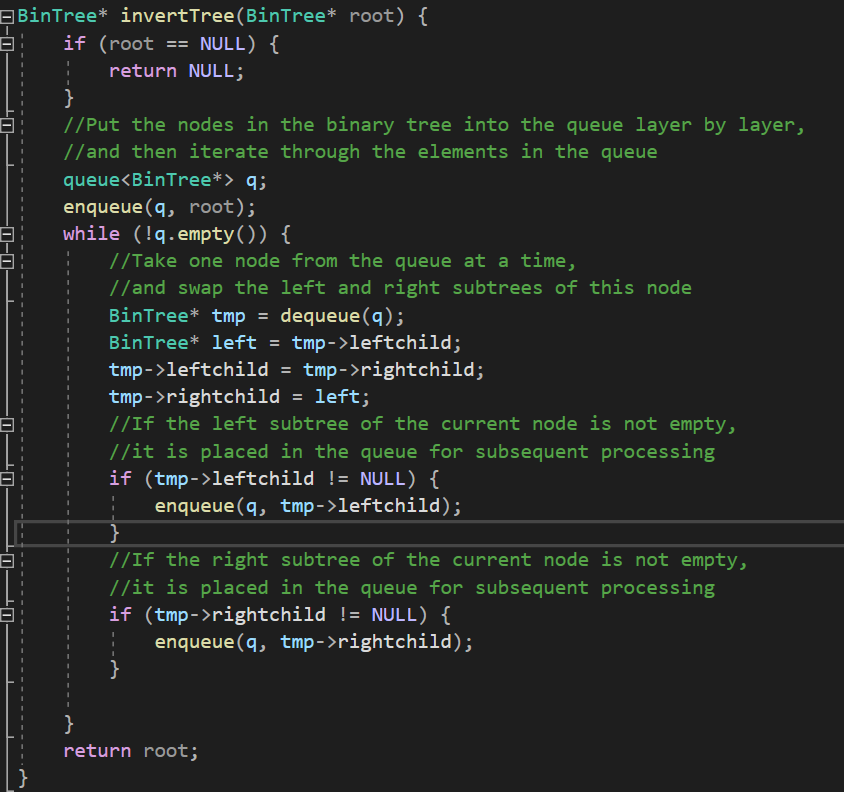 BinTree* invertTree(BinTree* root) {
    if (root == NULL) {
        return NULL;
    }
    //Put the nodes in the binary tree into the queue layer by layer,
    //and then iterate through the elements in the queue
    queue<BinTree*> q;
    enqueue(q, root);
    while (!q.empty()) {
        //Take one node from the queue at a time,
        //and swap the left and right subtrees of this node
        BinTree* tmp = dequeue(q);
        BinTree* left = tmp->leftchild;
        tmp->leftchild = tmp->rightchild;
        tmp->rightchild = left;
        //If the left subtree of the current node is not empty,
        //it is placed in the queue for subsequent processing
        if (tmp->leftchild != NULL) {
            enqueue(q, tmp->leftchild);
        }
        //If the right subtree of the current node is not empty,
        //it is placed in the queue for subsequent processing
        if (tmp->rightchild != NULL) {
            enqueue(q, tmp->rightchild);
        }
    }
    return root;
}